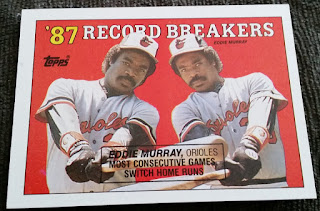 '87 RECORD BREAKERS
Topps
EDDIE MURRAY
EDDIE MURRAY, ORIOLES
MOST CONSECUTIVE GAMES,
SWITCH HOME RUNS